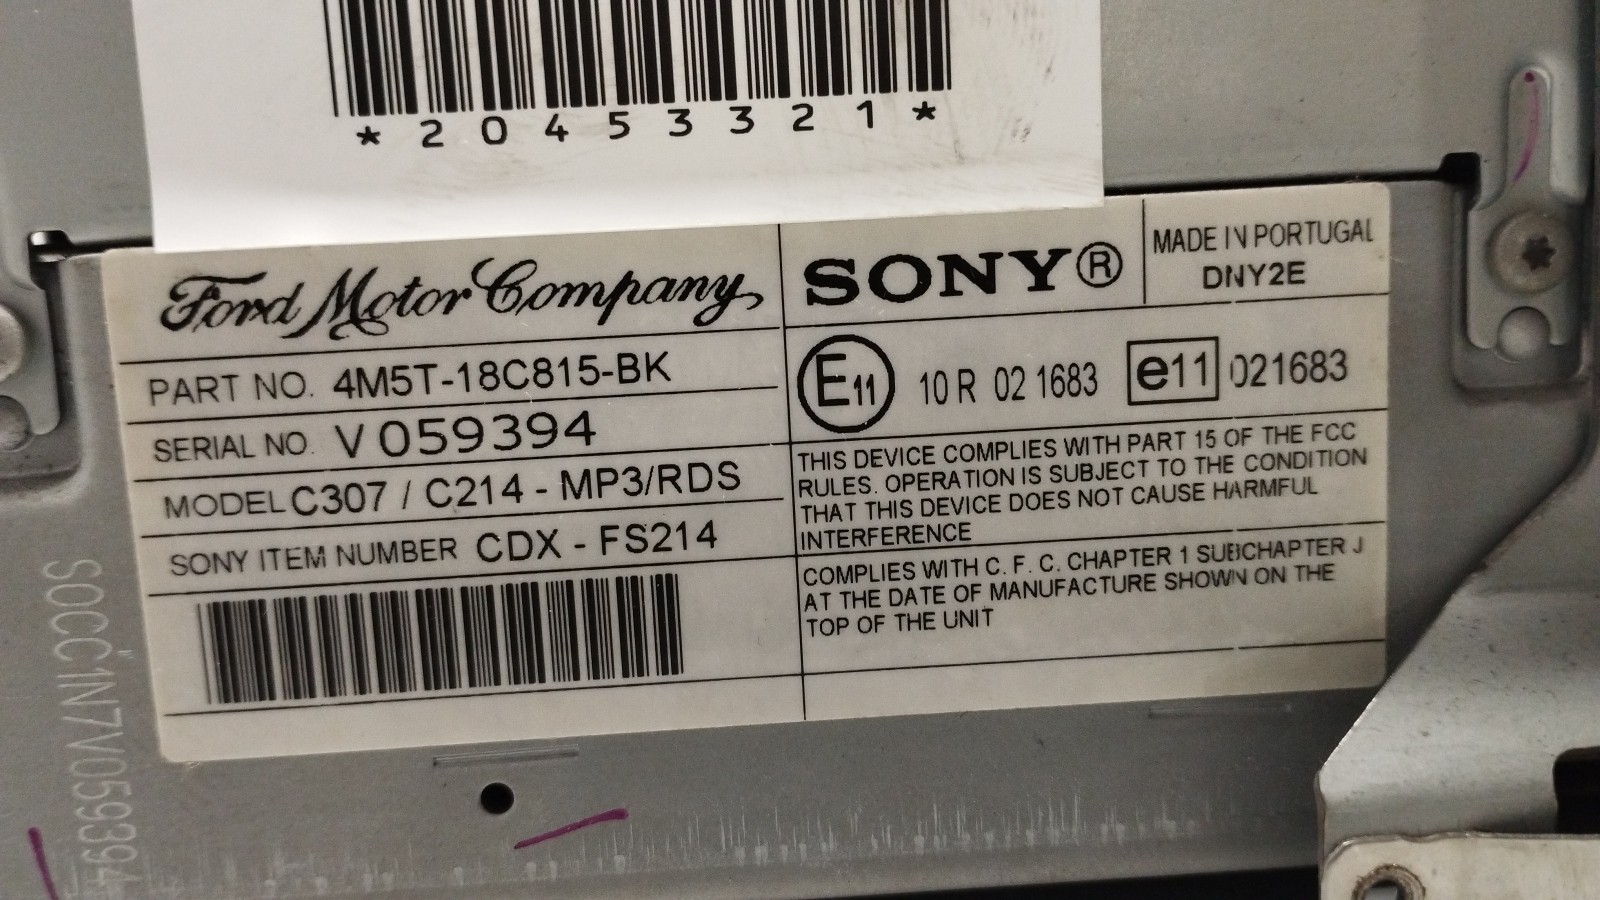 *20453321*
Ford Motor Company
PART NO. 4M5T-18C815-BK
SERIAL NO. V059394
MODEL C307 / C214 - MP3/RDS
SONY ITEM NUMBER CDX - FS214
SONY®
MADE IN PORTUGAL
DNY2E
E11 10 R 02 1683 e11 021683
THIS DEVICE COMPLIES WITH PART 15 OF THE FCC
RULES. OPERATION IS SUBJECT TO THE CONDITION
THAT THIS DEVICE DOES NOT CAUSE HARMFUL
INTERFERENCE
COMPLIES WITH C. F. C. CHAPTER 1 SUBCHAPTER J
AT THE DATE OF MANUFACTURE SHOWN ON THE
TOP OF THE UNIT
SOCC1N7V059394